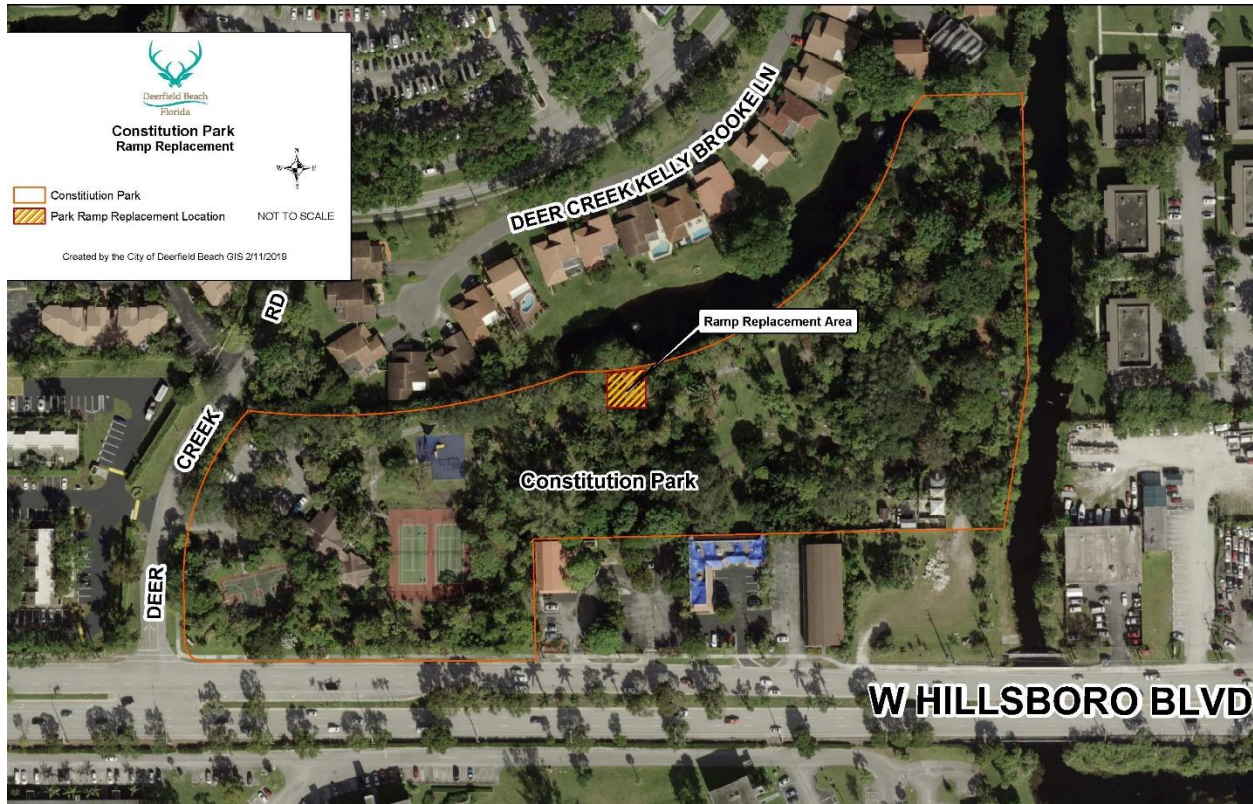 Deerfield Beach
Florida
Constitution Park
Ramp Replacement
N
W E
S
Constitiution Park
Park Ramp Replacement Location
NOT TO SCALE
Created by the City of Deerfield Beach GIS 2/11/2019
DEER CREEK KELLY BROOKE LN
Ramp Replacement Area
DEER CREEK RD
Constitution Park
W HILLSBORO BLVD